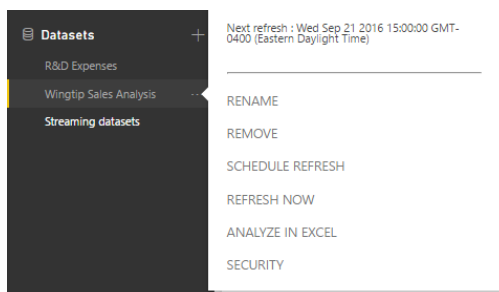 Datasets
R&D Expenses
Wingtip Sales Analysis
Streaming datasets
Next refresh : Wed Sep 21 2016 15:00:00 GMT-
0400 (Eastern Daylight Time)
RENAME
REMOVE
SCHEDULE REFRESH
REFRESH NOW
ANALYZE IN EXCEL
SECURITY